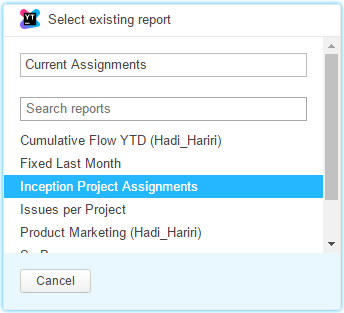 YT
Select existing report
Current Assignments
Search reports
Cumulative Flow YTD (Hadi_Hariri)
Fixed Last Month
Inception Project Assignments
Issues per Project
Product Marketing (Hadi_Hariri)
Cancel